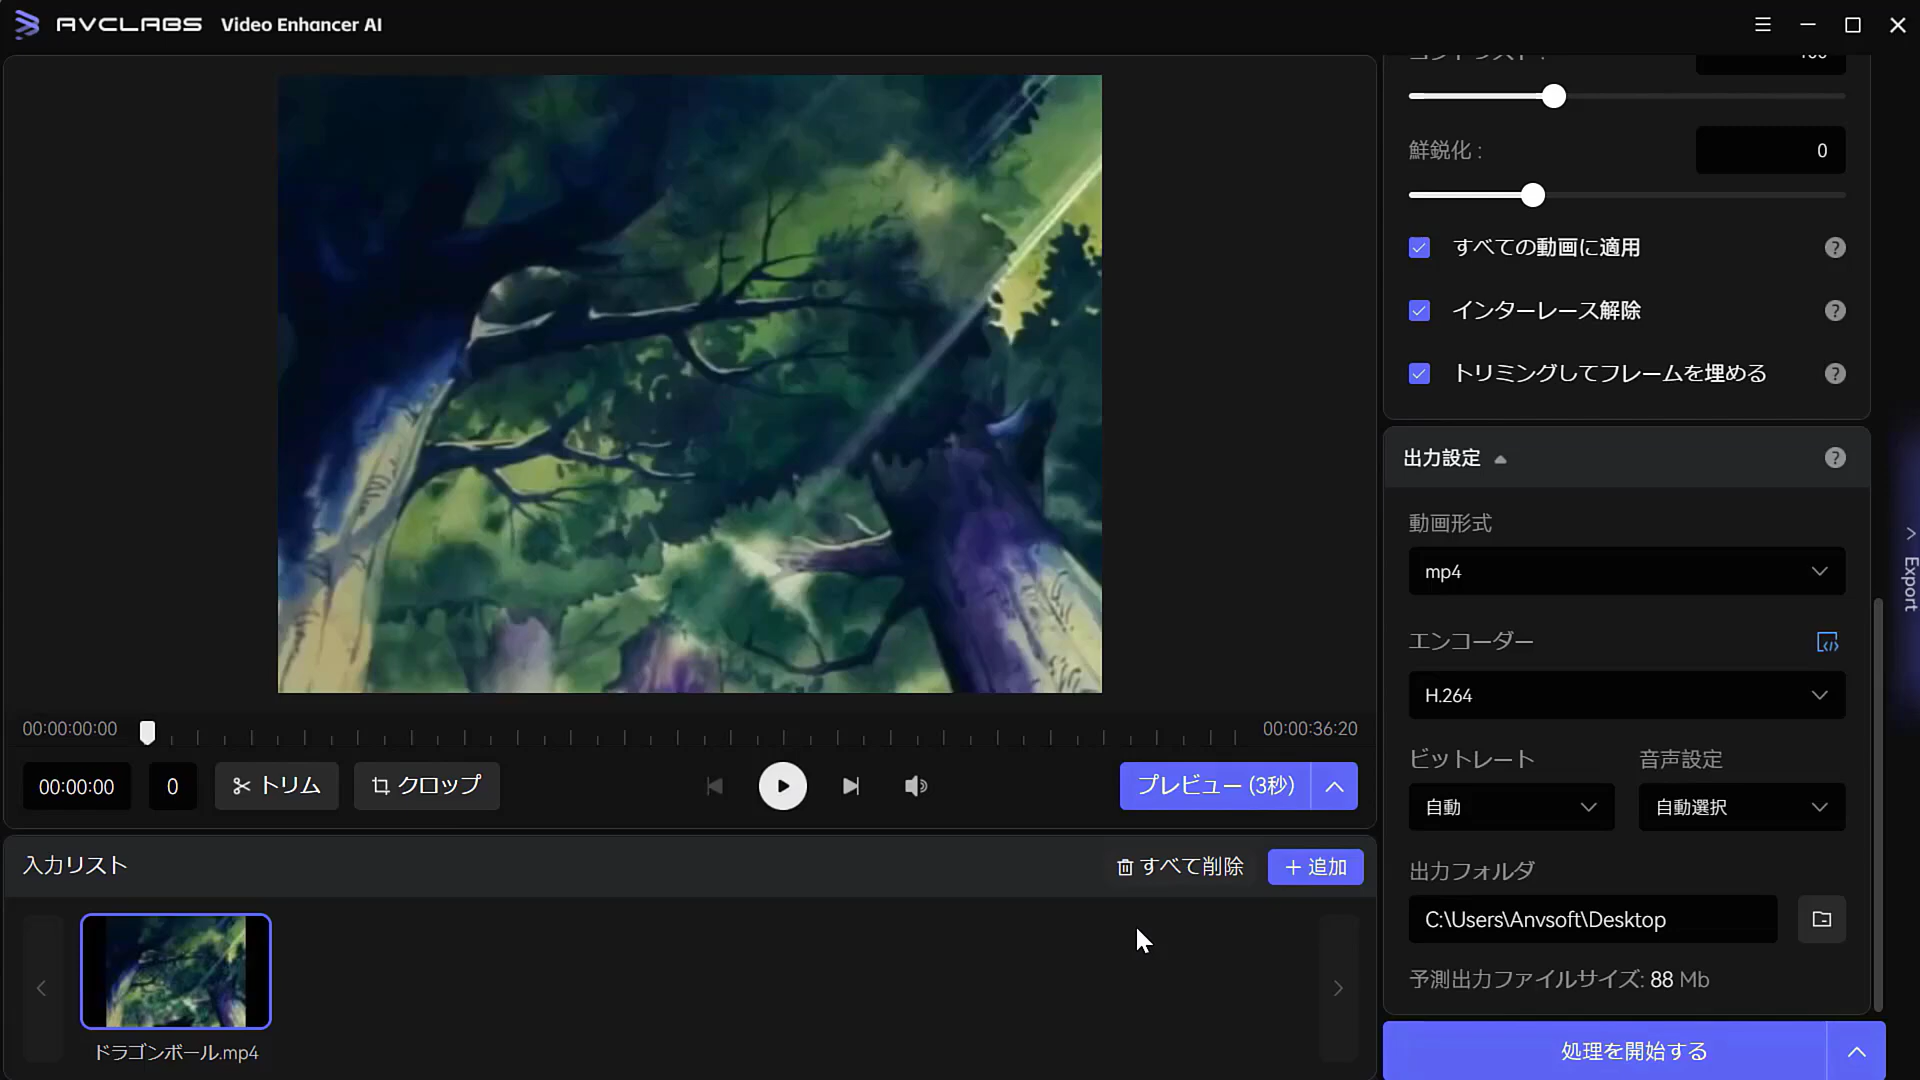 AVCLABS Video Enhancer AI
鮮鋭化 :
0
すべての動画に適用
インターレース解除
トリミングしてフレームを埋める
出力設定
動画形式
mp4
エンコーダー
H.264
ビットレート
音声設定
自動
自動選択
出力フォルダ
C:\Users\Anvsoft\Desktop
予測出力ファイルサイズ: 88 Mb
処理を開始する
Export
00:00:00:00
00:00:36:20
00:00:00
0
トリム
クロップ
プレビュー (3秒)
入力リスト
すべて削除
+ 追加
ドラゴンボール.mp4